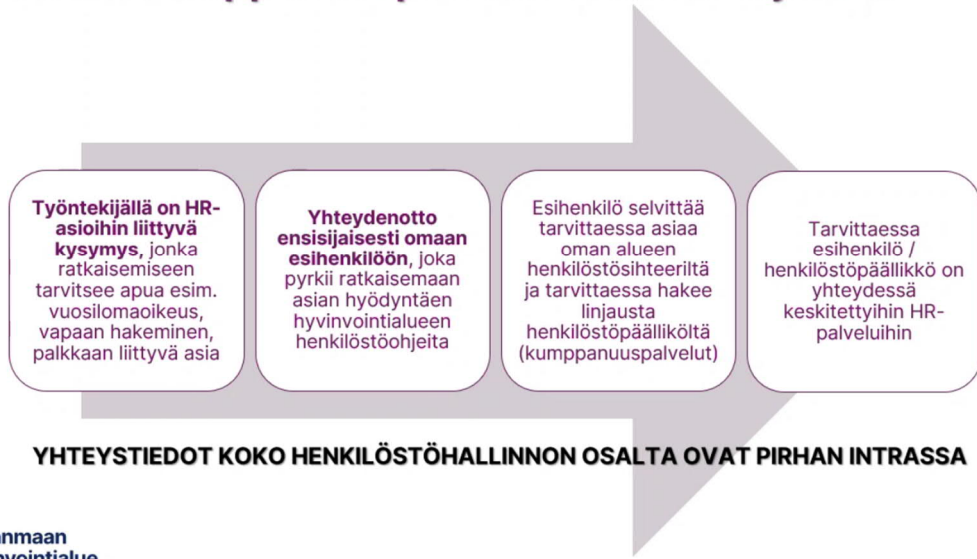 Työntekijällä on HR-
asioihin liittyvä
kysymys, jonka
ratkaisemiseen
tarvitsee apua esim.
vuosilomaoikeus,
vapaan hakeminen,
palkkaan liittyvä asia
Yhteydenotto
ensisijaisesti omaan
esihenkilöön, joka
pyrkii ratkaisemaan
asian hyödyntäen
hyvinvointialueen
henkilöstöohjeita
Esihenkilö selvittää
tarvittaessa asiaa
oman alueen
henkilöstösihteeriltä
ja tarvittaessa hakee
linjausta
henkilöstöpäälliköltä
(kumppanuuspalvelut)
Tarvittaessa
esihenkilö /
henkilöstöpäällikkö on
yhteydessä
keskitettyihin HR-
palveluihin
YHTEYSTIEDOT KOKO HENKILÖSTÖHALLINNON OSALTA OVAT PIRHAN INTRASSA